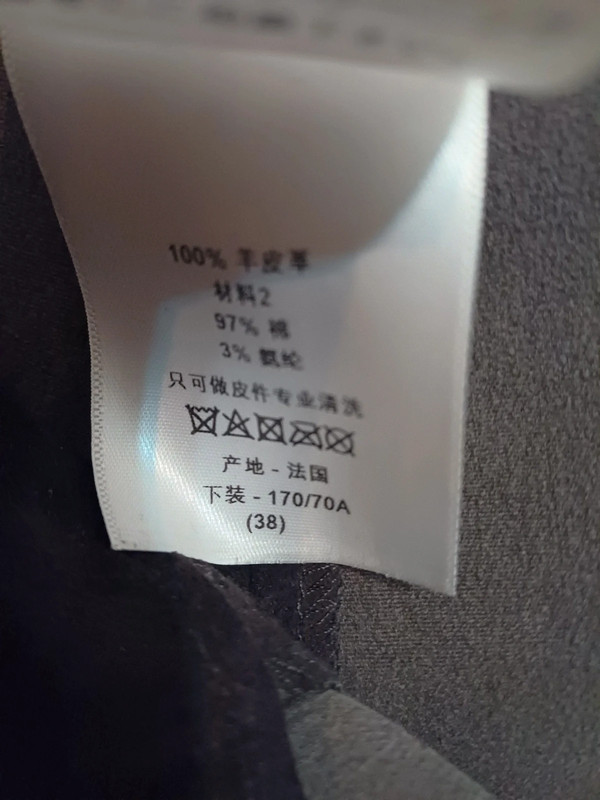 100% 羊皮革
材料2
97% 棉
3% 氨纶
只可做皮件专业清洗
产地 - 法国
下装 - 170/70A
(38)